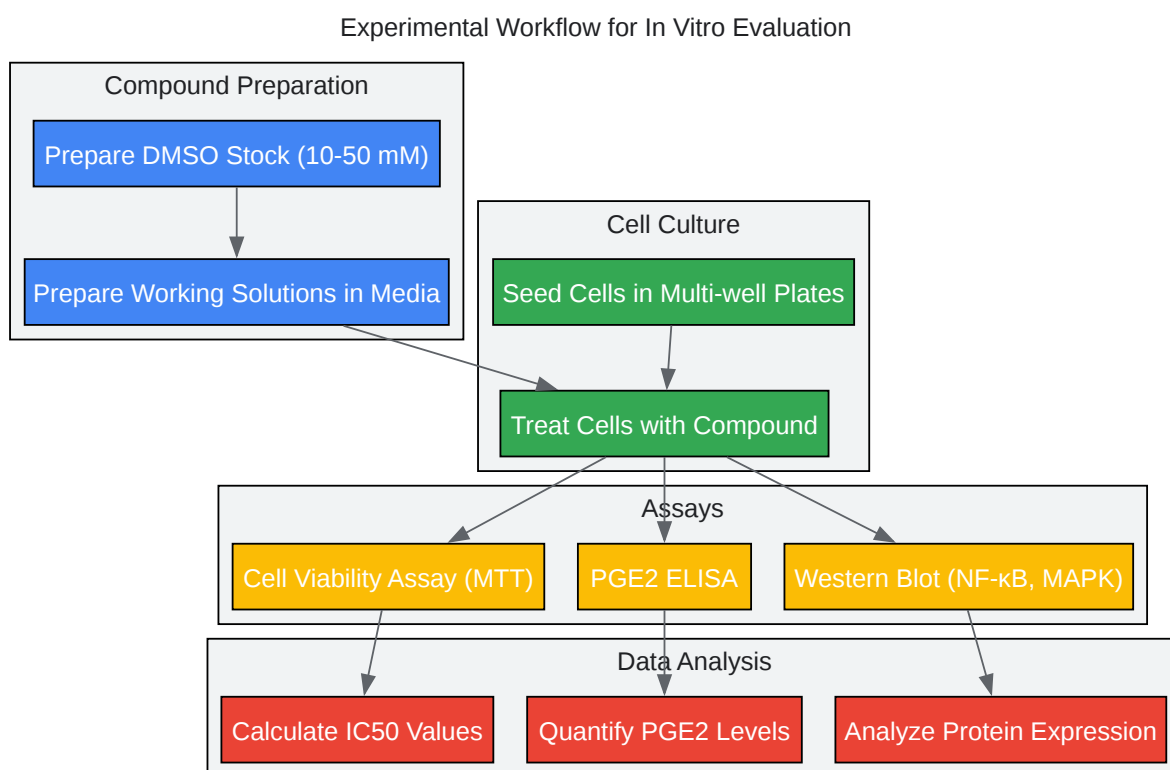 Experimental Workflow for In Vitro Evaluation
Compound Preparation
Prepare DMSO Stock (10-50 mM)
Prepare Working Solutions in Media
Cell Culture
Seed Cells in Multi-well Plates
Treat Cells with Compound
Assays
Cell Viability Assay (MTT)
PGE2 ELISA
Western Blot (NF-κB, MAPK)
Data Analysis
Calculate IC50 Values
Quantify PGE2 Levels
Analyze Protein Expression